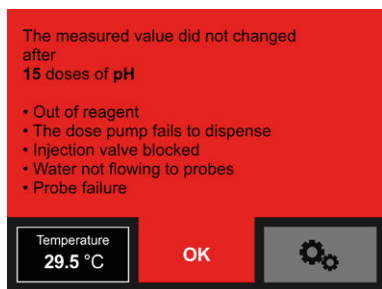 The measured value did not changed
after
15 doses of pH
• Out of reagent
• The dose pump fails to dispense
• Injection valve blocked
• Water not flowing to probes
• Probe failure
Temperature
29.5 °C
OK